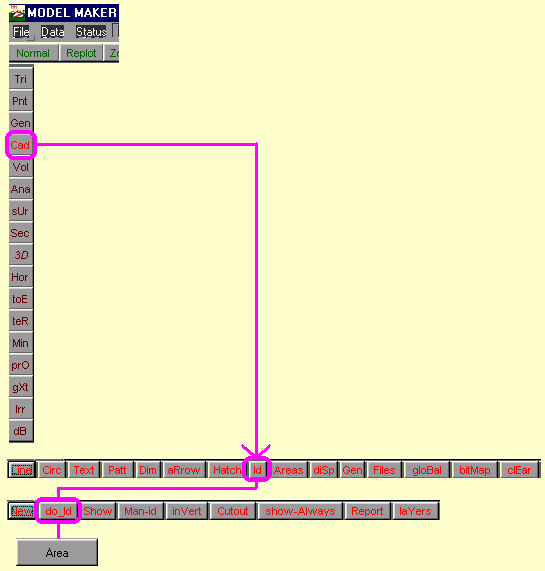 MODEL MAKER
File Data Status
Normal Replot
Tri
Pnt
Gen
Cad
Vol
Ana
sUr
Sec
3D
Hor
toE
teR
Min
prO
gXt
Irr
dB
Line Circ Text Patt Dim aRrow Hatch Id Areas diSp Gen Files gloBal bitMap clEar
New do_Id Show Man-id inVert Cutout show-Always Report laYers
Area